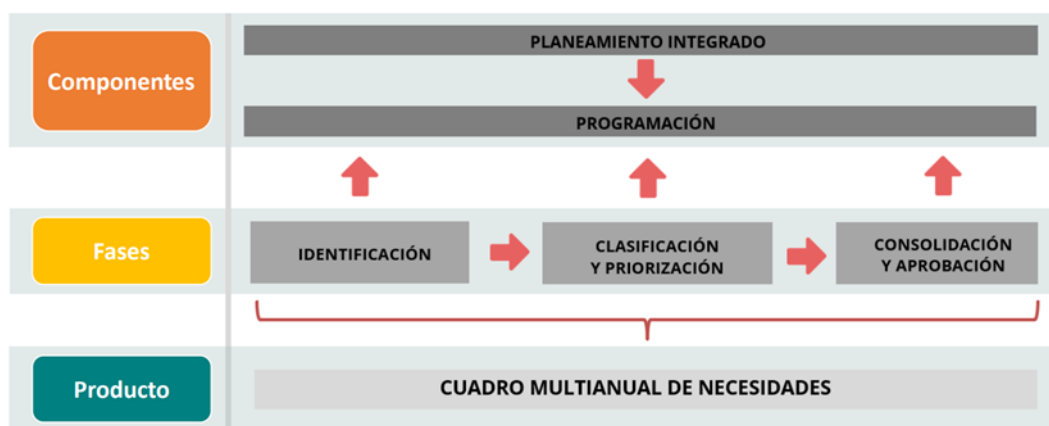 Componentes
PLANEAMIENTO INTEGRADO
PROGRAMACIÓN
Fases
IDENTIFICACIÓN
CLASIFICACIÓN
Y PRIORIZACIÓN
CONSOLIDACIÓN
Y APROBACIÓN
Producto
CUADRO MULTIANUAL DE NECESIDADES